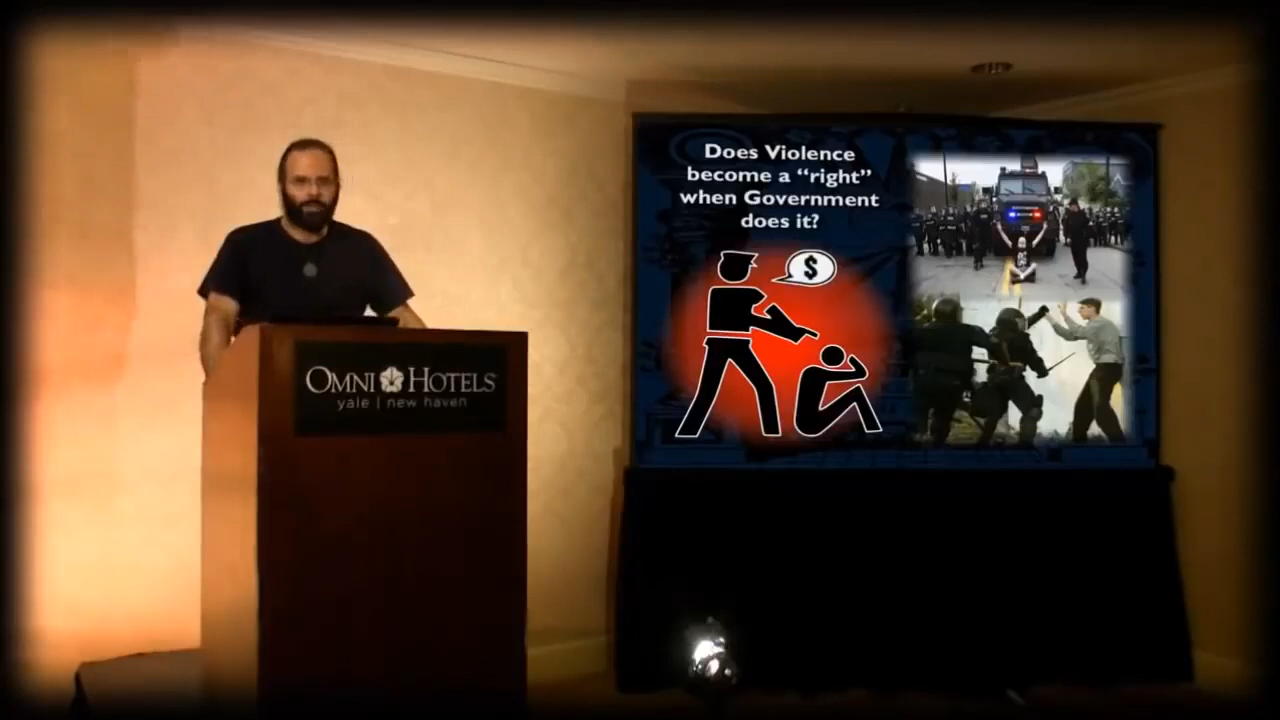 OMNI HOTELS
yale | new haven
Does Violence
become a “right”
when Government
does it?
$